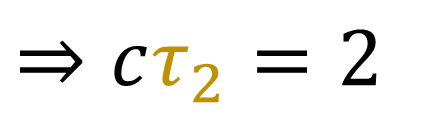 ⇒ 𝑐𝜏₂ = 2